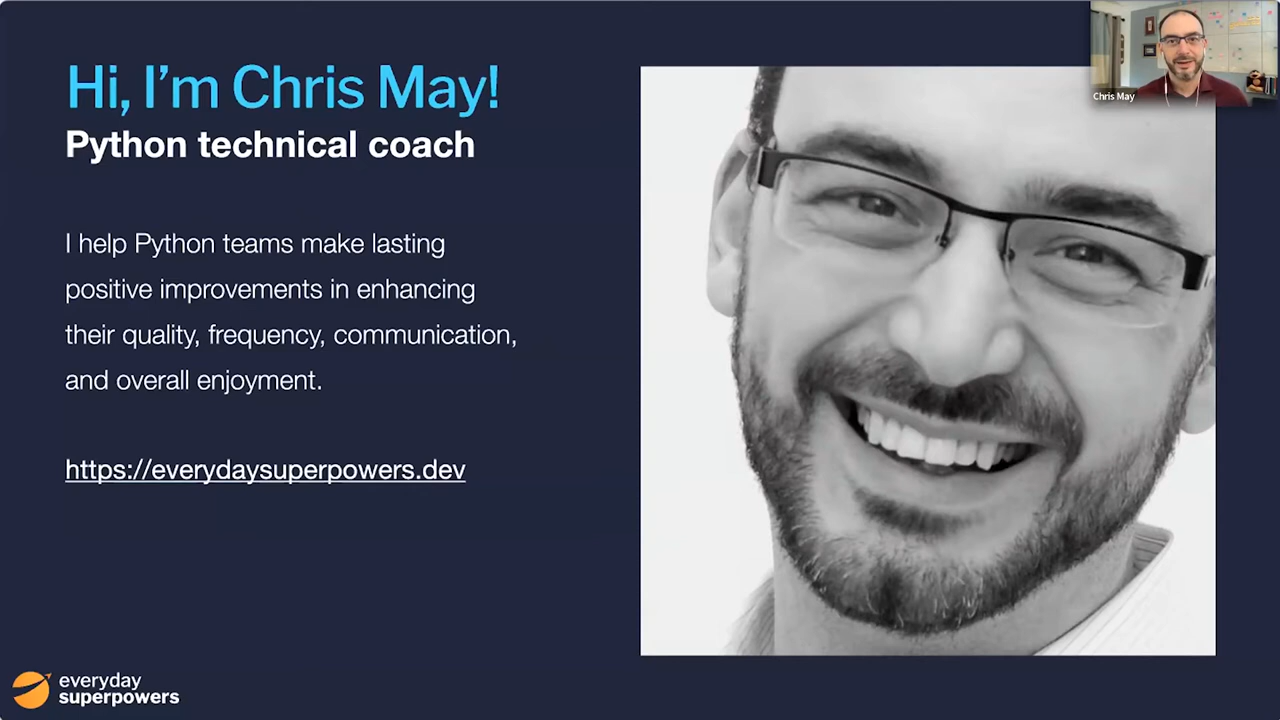 Hi, I'm Chris May!
Python technical coach
I help Python teams make lasting
positive improvements in enhancing
their quality, frequency, communication,
and overall enjoyment.
https://everydaysuperpowers.dev
everyday
superpowers
Chris May